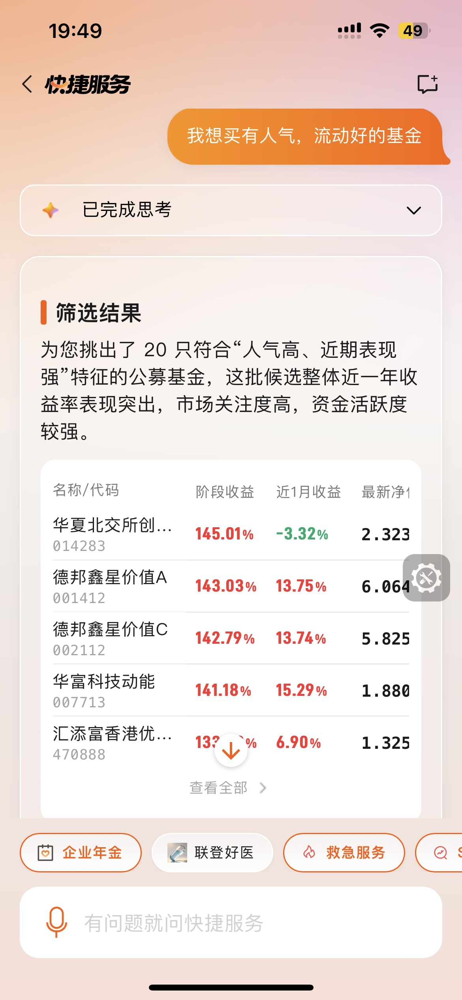 19:49
49
快捷服务
我想买有人气，流动好的基金
已完成思考
筛选结果
为您挑出了 20 只符合“人气高、近期表现
强”特征的公募基金，这批候选整体近一年收
益率表现突出，市场关注度高，资金活跃度
较强。
名称/代码 阶段收益 近1月收益 最新净
华夏北交所创... 145.01% -3.32% 2.323
014283
德邦鑫星价值A 143.03% 13.75% 6.064
001412
德邦鑫星价值C 142.79% 13.74% 5.825
002112
华富科技动能 141.18% 15.29% 1.880
007713
汇添富香港优... 6.90% 1.325
470888
查看全部
企业年金 联登好医 救急服务
有问题就问快捷服务